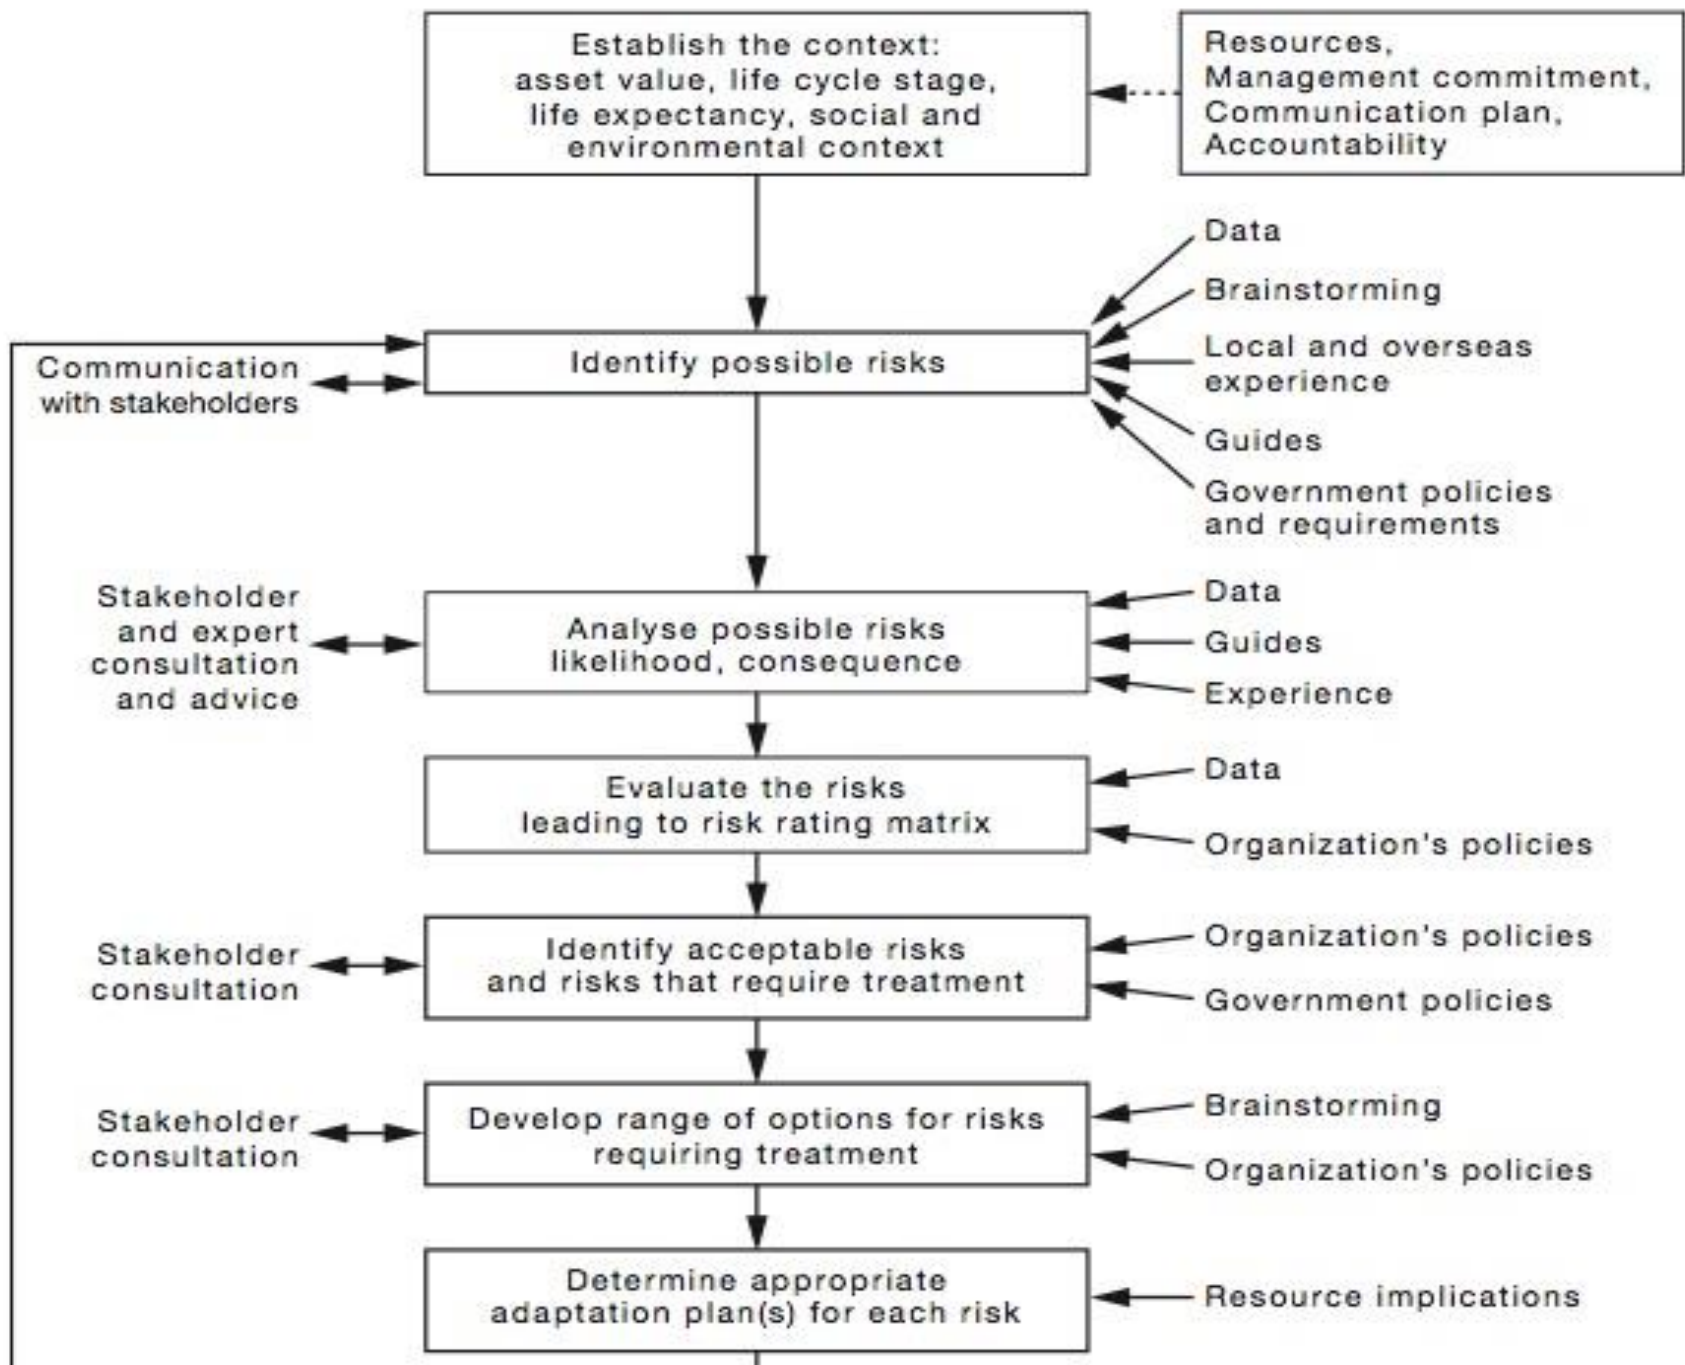 Establish the context:
asset value, life cycle stage,
life expectancy, social and
environmental context
Resources,
Management commitment,
Communication plan,
Accountability
Data
Brainstorming
Local and overseas
experience
Guides
Government policies
and requirements
Identify possible risks
Communication
with stakeholders
Stakeholder
and expert
consultation
and advice
Analyse possible risks
likelihood, consequence
Data
Guides
Experience
Evaluate the risks
leading to risk rating matrix
Data
Organization's policies
Stakeholder
consultation
Identify acceptable risks
and risks that require treatment
Organization's policies
Government policies
Stakeholder
consultation
Develop range of options for risks
requiring treatment
Brainstorming
Organization's policies
Determine appropriate
adaptation plan(s) for each risk
Resource implications